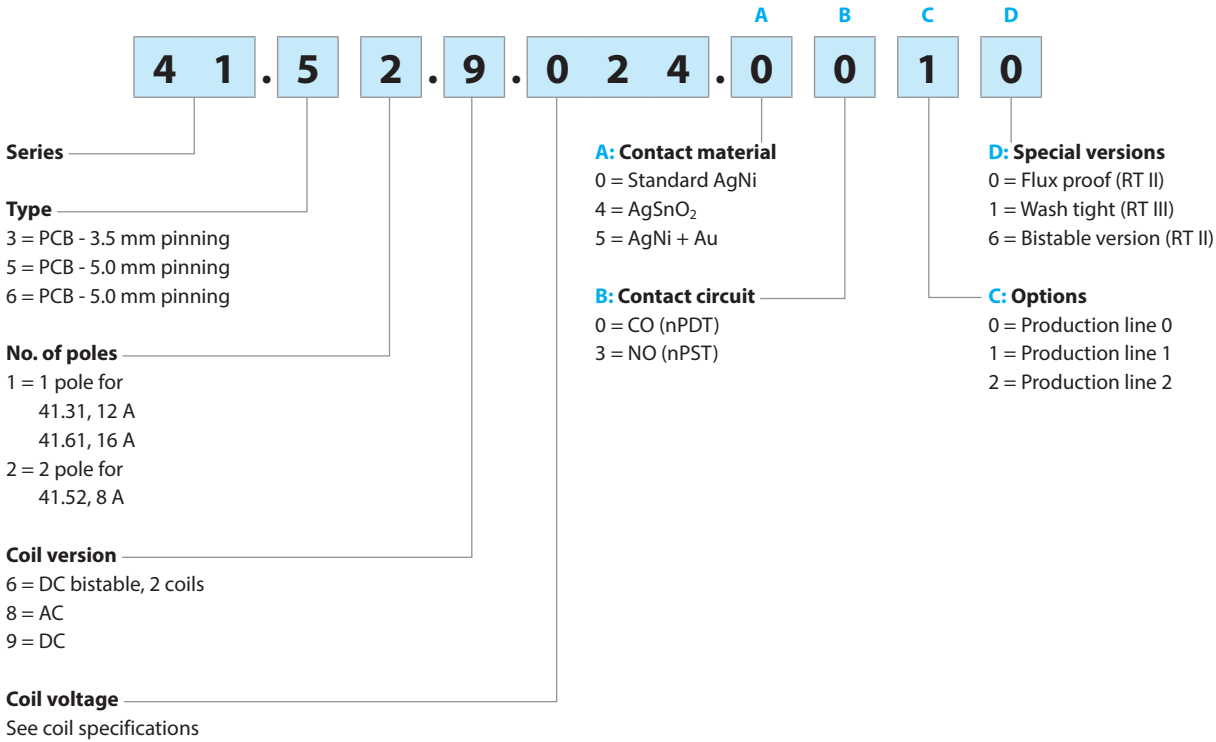 A B C D
4 1 . 5 2 . 9 . 0 2 4 . 0 0 1 0
Series
Type
3 = PCB - 3.5 mm pinning
5 = PCB - 5.0 mm pinning
6 = PCB - 5.0 mm pinning
No. of poles
1 = 1 pole for
41.31, 12 A
41.61, 16 A
2 = 2 pole for
41.52, 8 A
Coil version
6 = DC bistable, 2 coils
8 = AC
9 = DC
Coil voltage
See coil specifications
A: Contact material
0 = Standard AgNi
4 = AgSnO₂
5 = AgNi + Au
B: Contact circuit
0 = CO (nPDT)
3 = NO (nPST)
D: Special versions
0 = Flux proof (RT II)
1 = Wash tight (RT III)
6 = Bistable version (RT II)
C: Options
0 = Production line 0
1 = Production line 1
2 = Production line 2